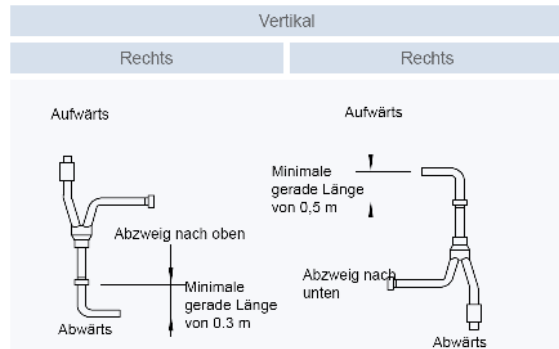 Vertikal
Rechts
Rechts
Aufwärts
Abzweig nach oben
Minimale
gerade Länge
von 0.3 m
Abwärts
Aufwärts
Minimale
gerade Länge
von 0,5 m
Abzweig nach
unten
Abwärts